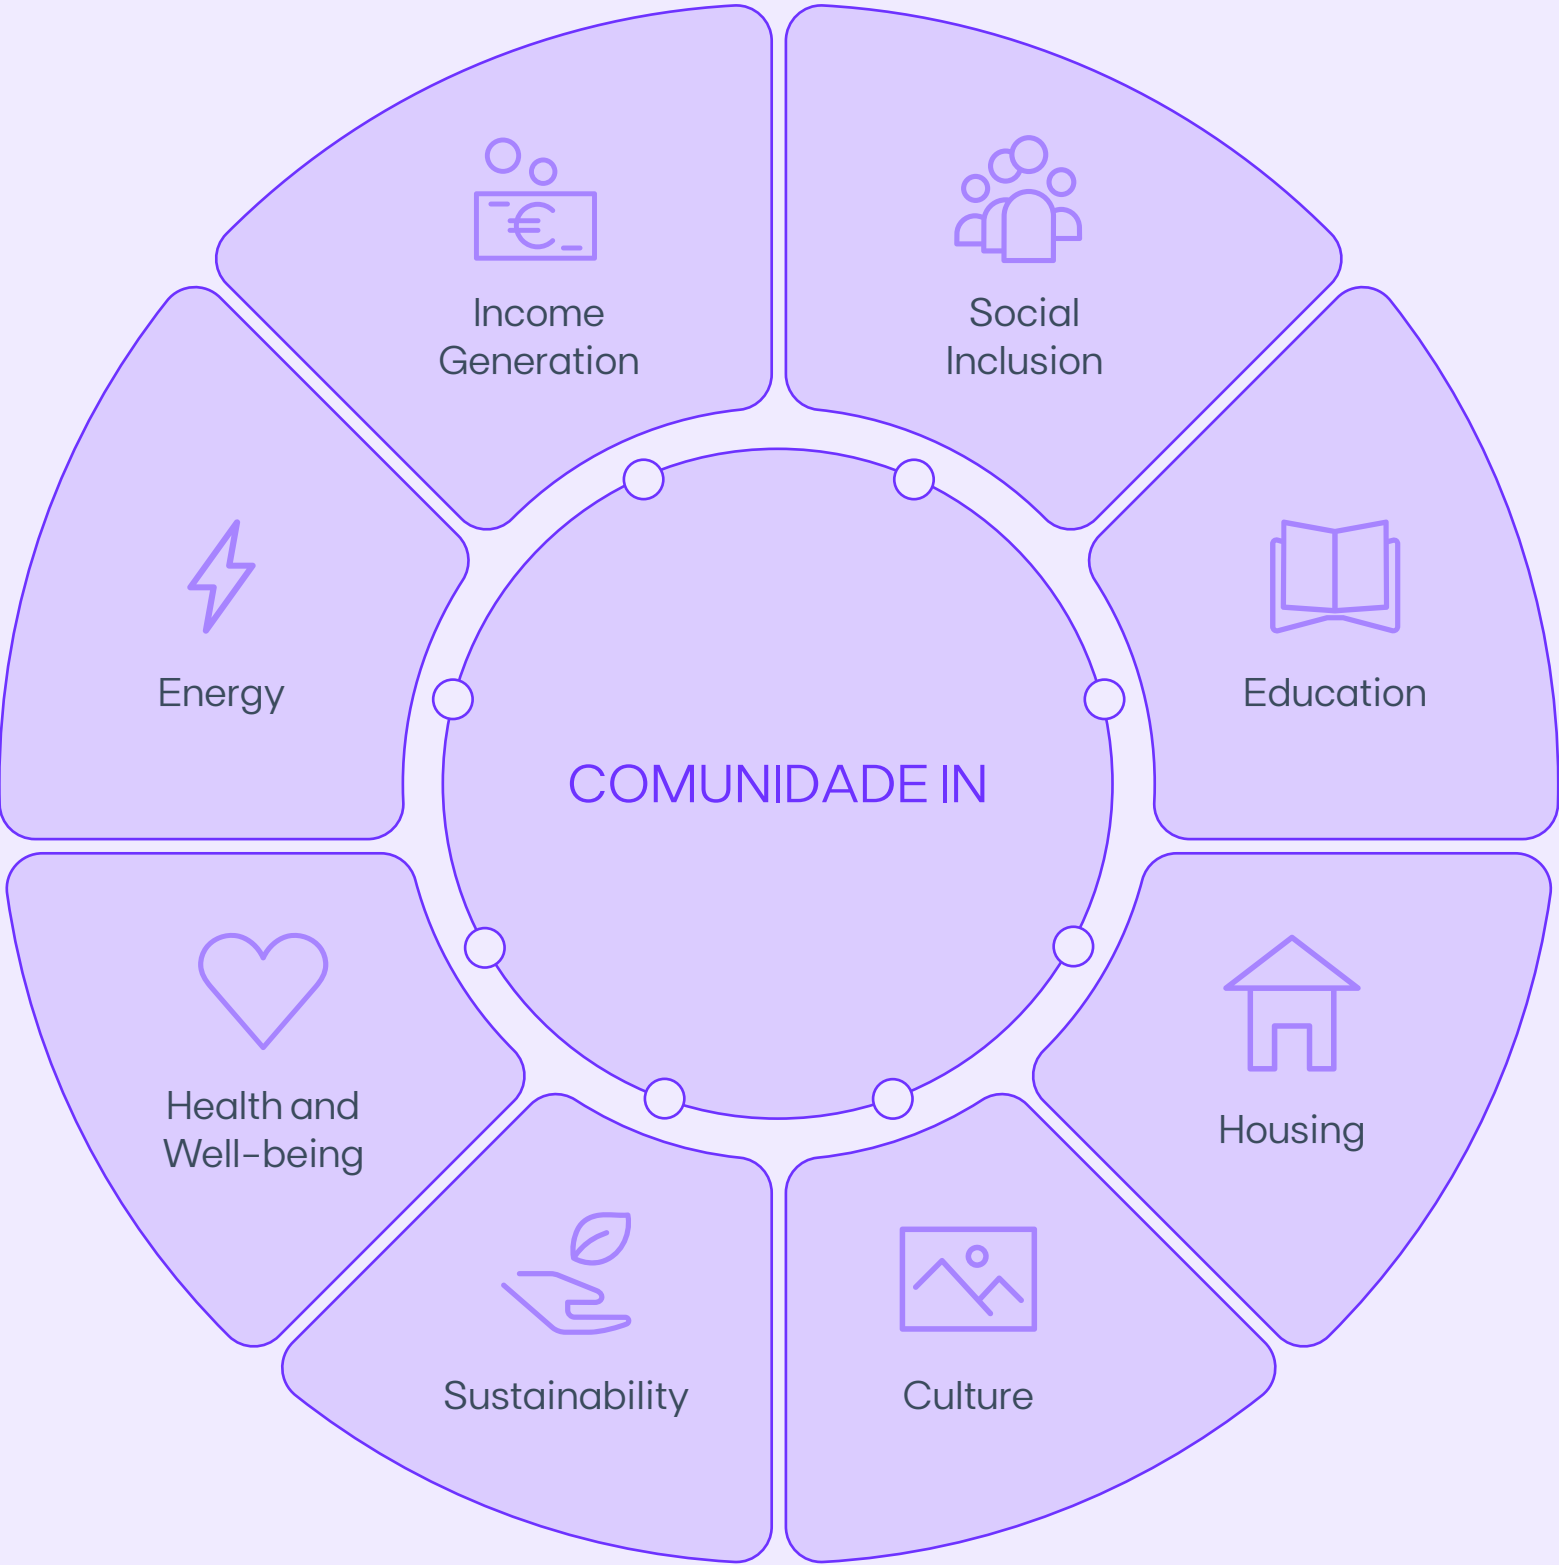 Income
Generation
Social
Inclusion
Energy
Education
COMUNIDADE IN
Health and
Well-being
Housing
Sustainability
Culture